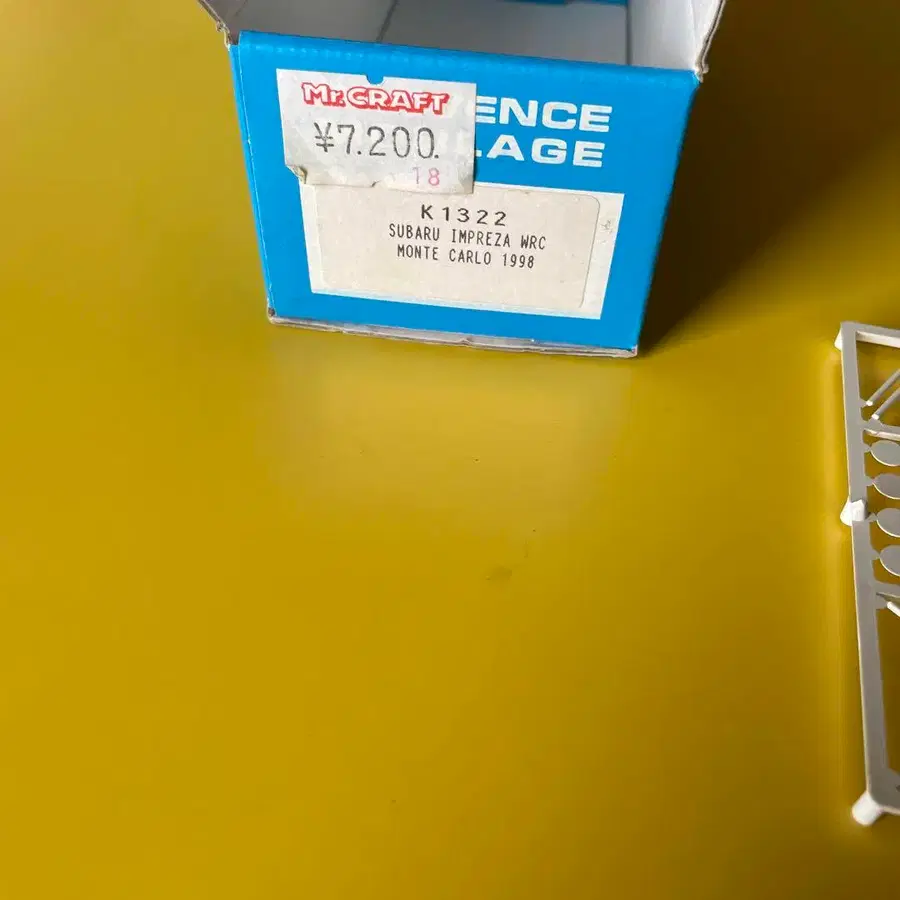 Mr.CRAFT
ENCE
¥7.200.
LAGE
18
K1322
SUBARU IMPREZA WRC
MONTE CARLO 1998